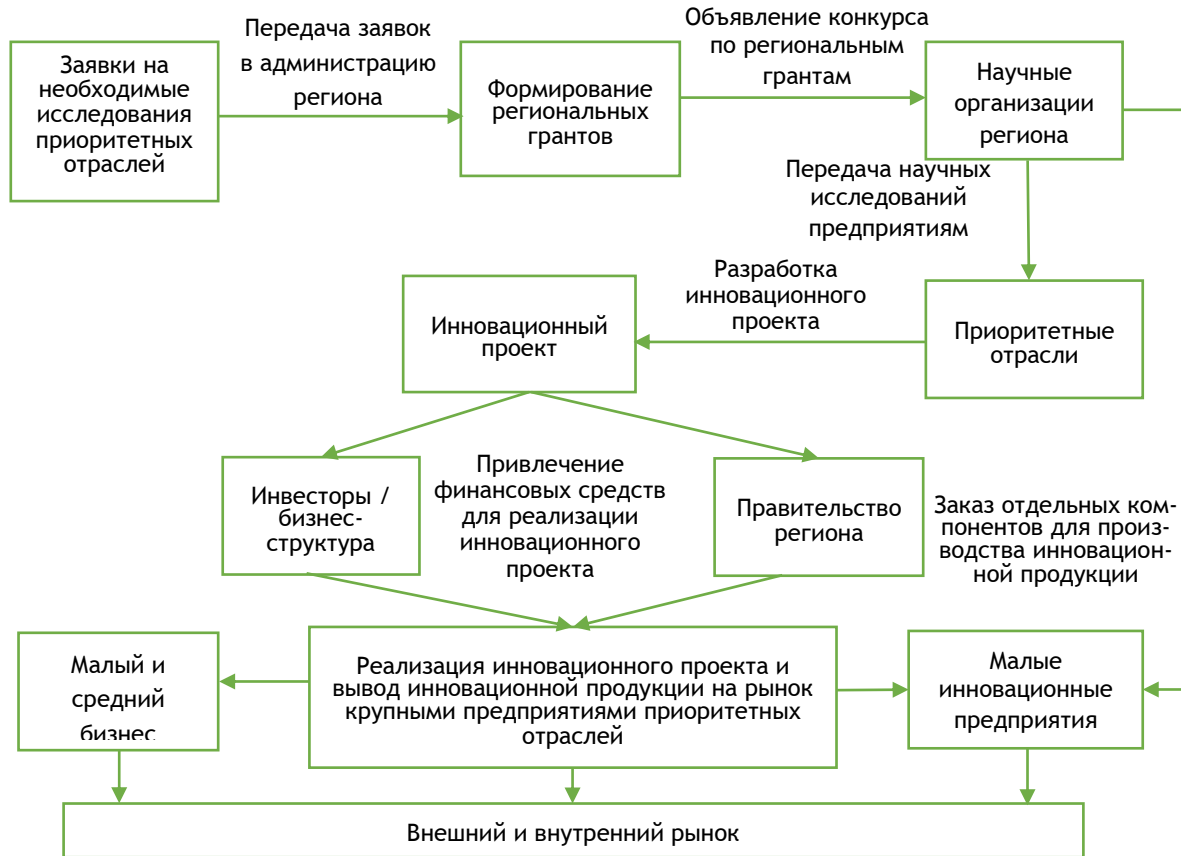 Заявки на
необходимые
исследования
приоритетных
отраслей
Передача заявок
в администрацию
региона
Формирование
региональных
грантов
Объявление конкурса
по региональным
грантам
Научные
организации
региона
Передача научных
исследований
предприятиям
Приоритетные
отрасли
Разработка
инновационного
проекта
Инновационный
проект
Инвесторы /
бизнес-
структура
Привлечение
финансовых средств
для реализации
инновационного
проекта
Правительство
региона
Заказ отдельных ком-
понентов для произ-
водства инновацион-
ной продукции
Малый и
средний
бизнес
Реализация инновационного проекта и
вывод инновационной продукции на рынок
крупными предприятиями приоритетных
отраслей
Малые
инновационные
предприятия
Внешний и внутренний рынок